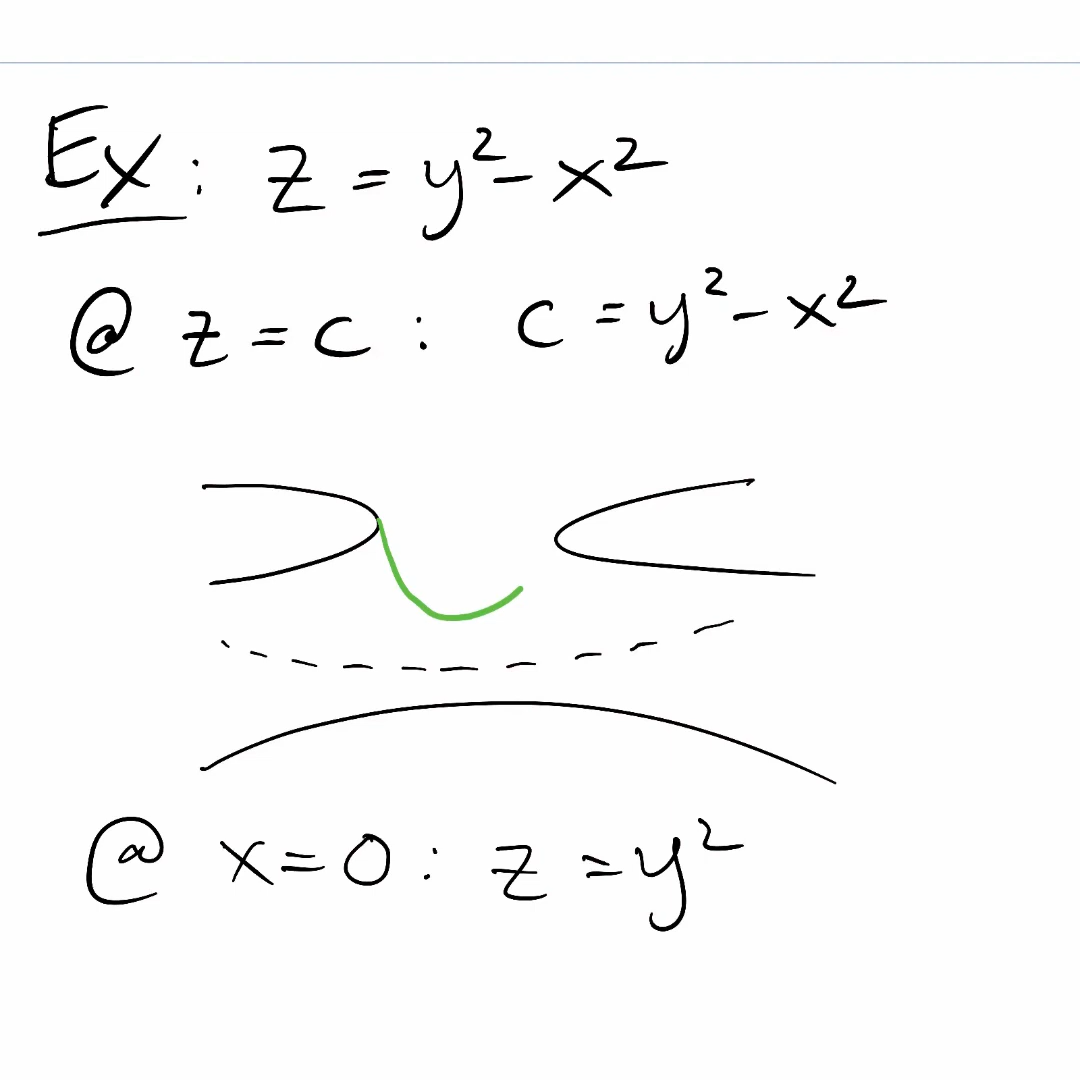 Ex: z = y² - x²
@ z = c : c = y² - x²
@ x = 0 : z = y²